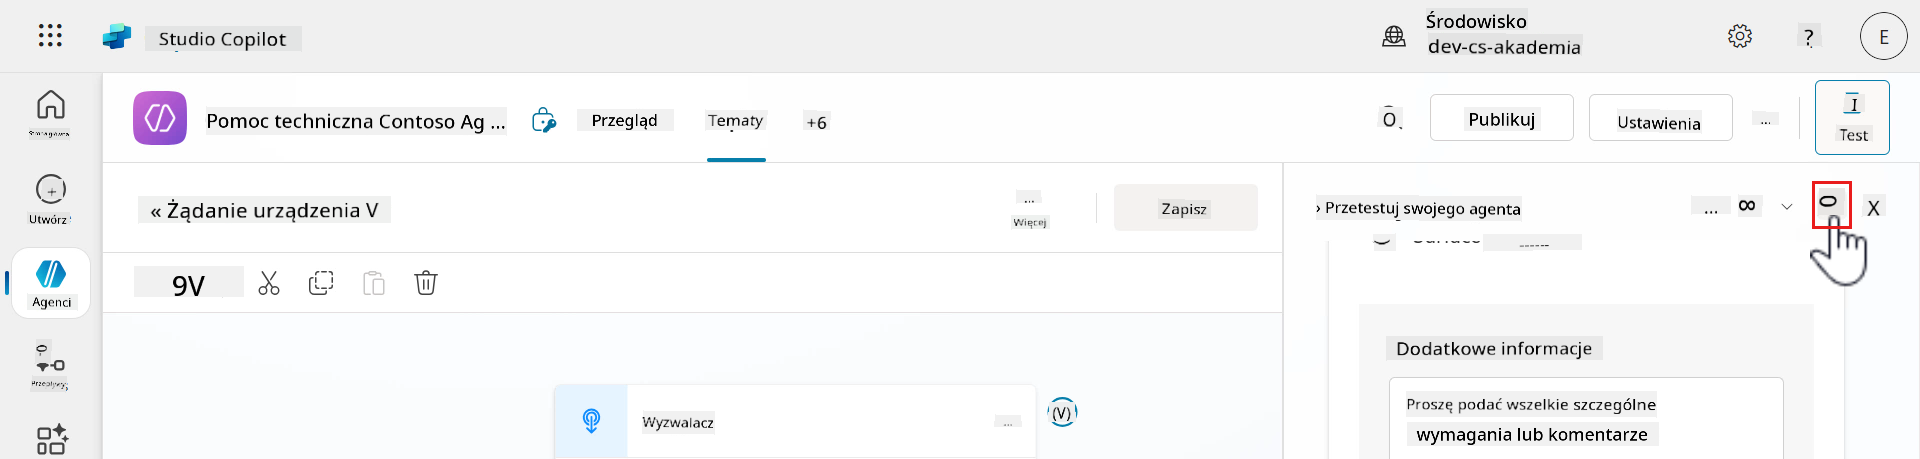 Studio Copilot
Środowisko
dev-cs-akademia
?
E
Strona główna
Pomoc techniczna Contoso Ag ...
Przegląd
Tematy
+6
Publikuj
Ustawienia
...
Test
Utwórz
« Żądanie urządzenia V
...
Więcej
Zapisz
› Przetestuj swojego agenta
...
X
9V
Agenci
Dodatkowe informacje
Przepływy
Proszę podać wszelkie szczególne
wymagania lub komentarze
Wyzwalacz
...
(V)